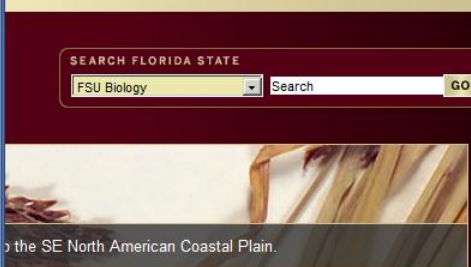 SEARCH FLORIDA STATE
FSU Biology Search GO
the SE North American Coastal Plain.